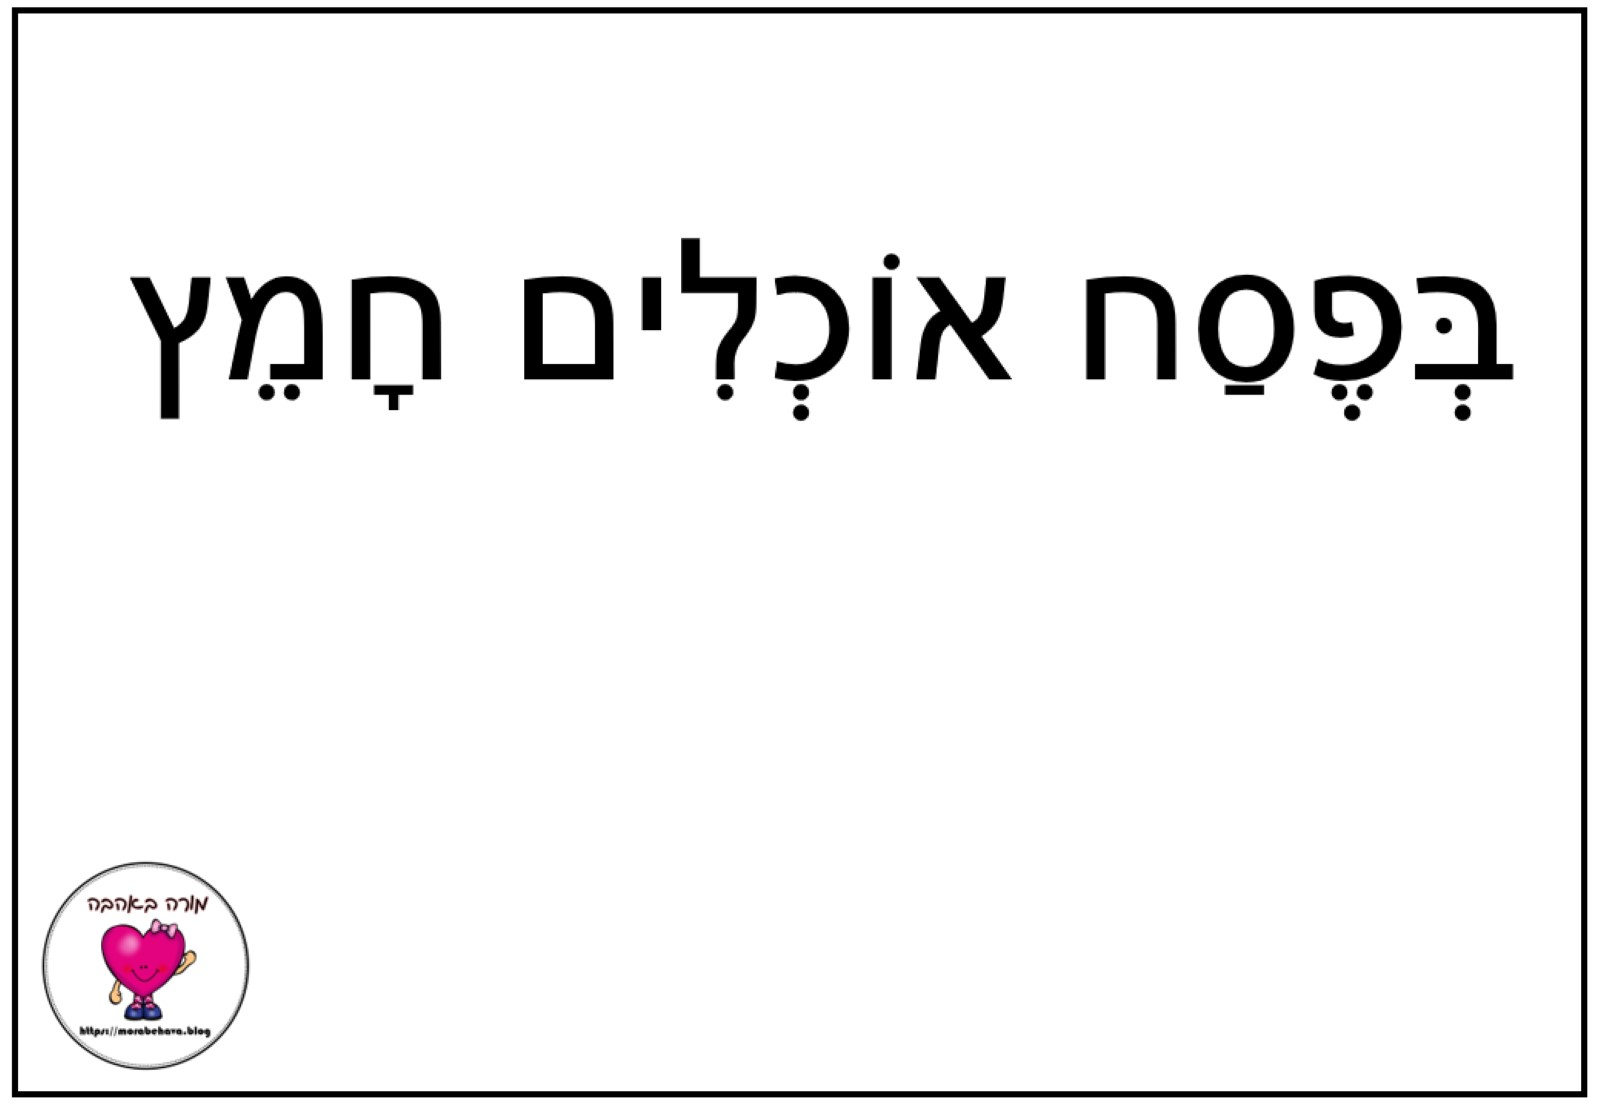 בְּפֶסַח אוֹכְלִים חָמֵץ
מורה באהבה
https://morabehava.blog